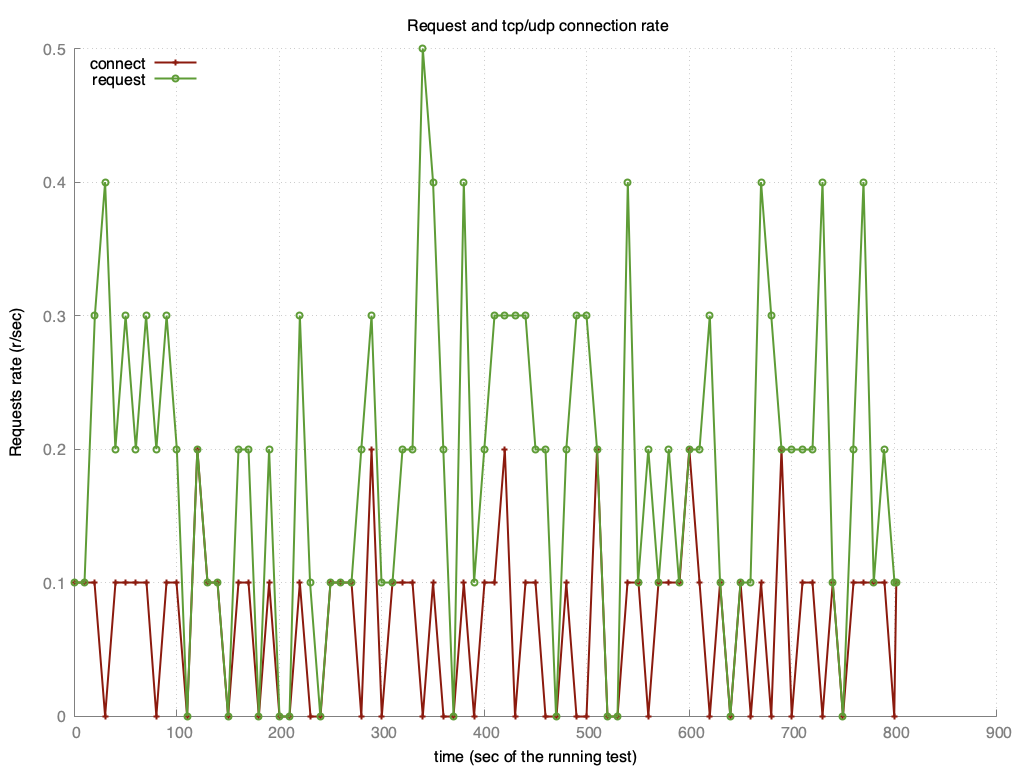 Request and tcp/udp connection rate
connect
request
Requests rate (r/sec)
0.5
0.4
0.3
0.2
0.1
0
0 100 200 300 400 500 600 700 800 900
time (sec of the running test)